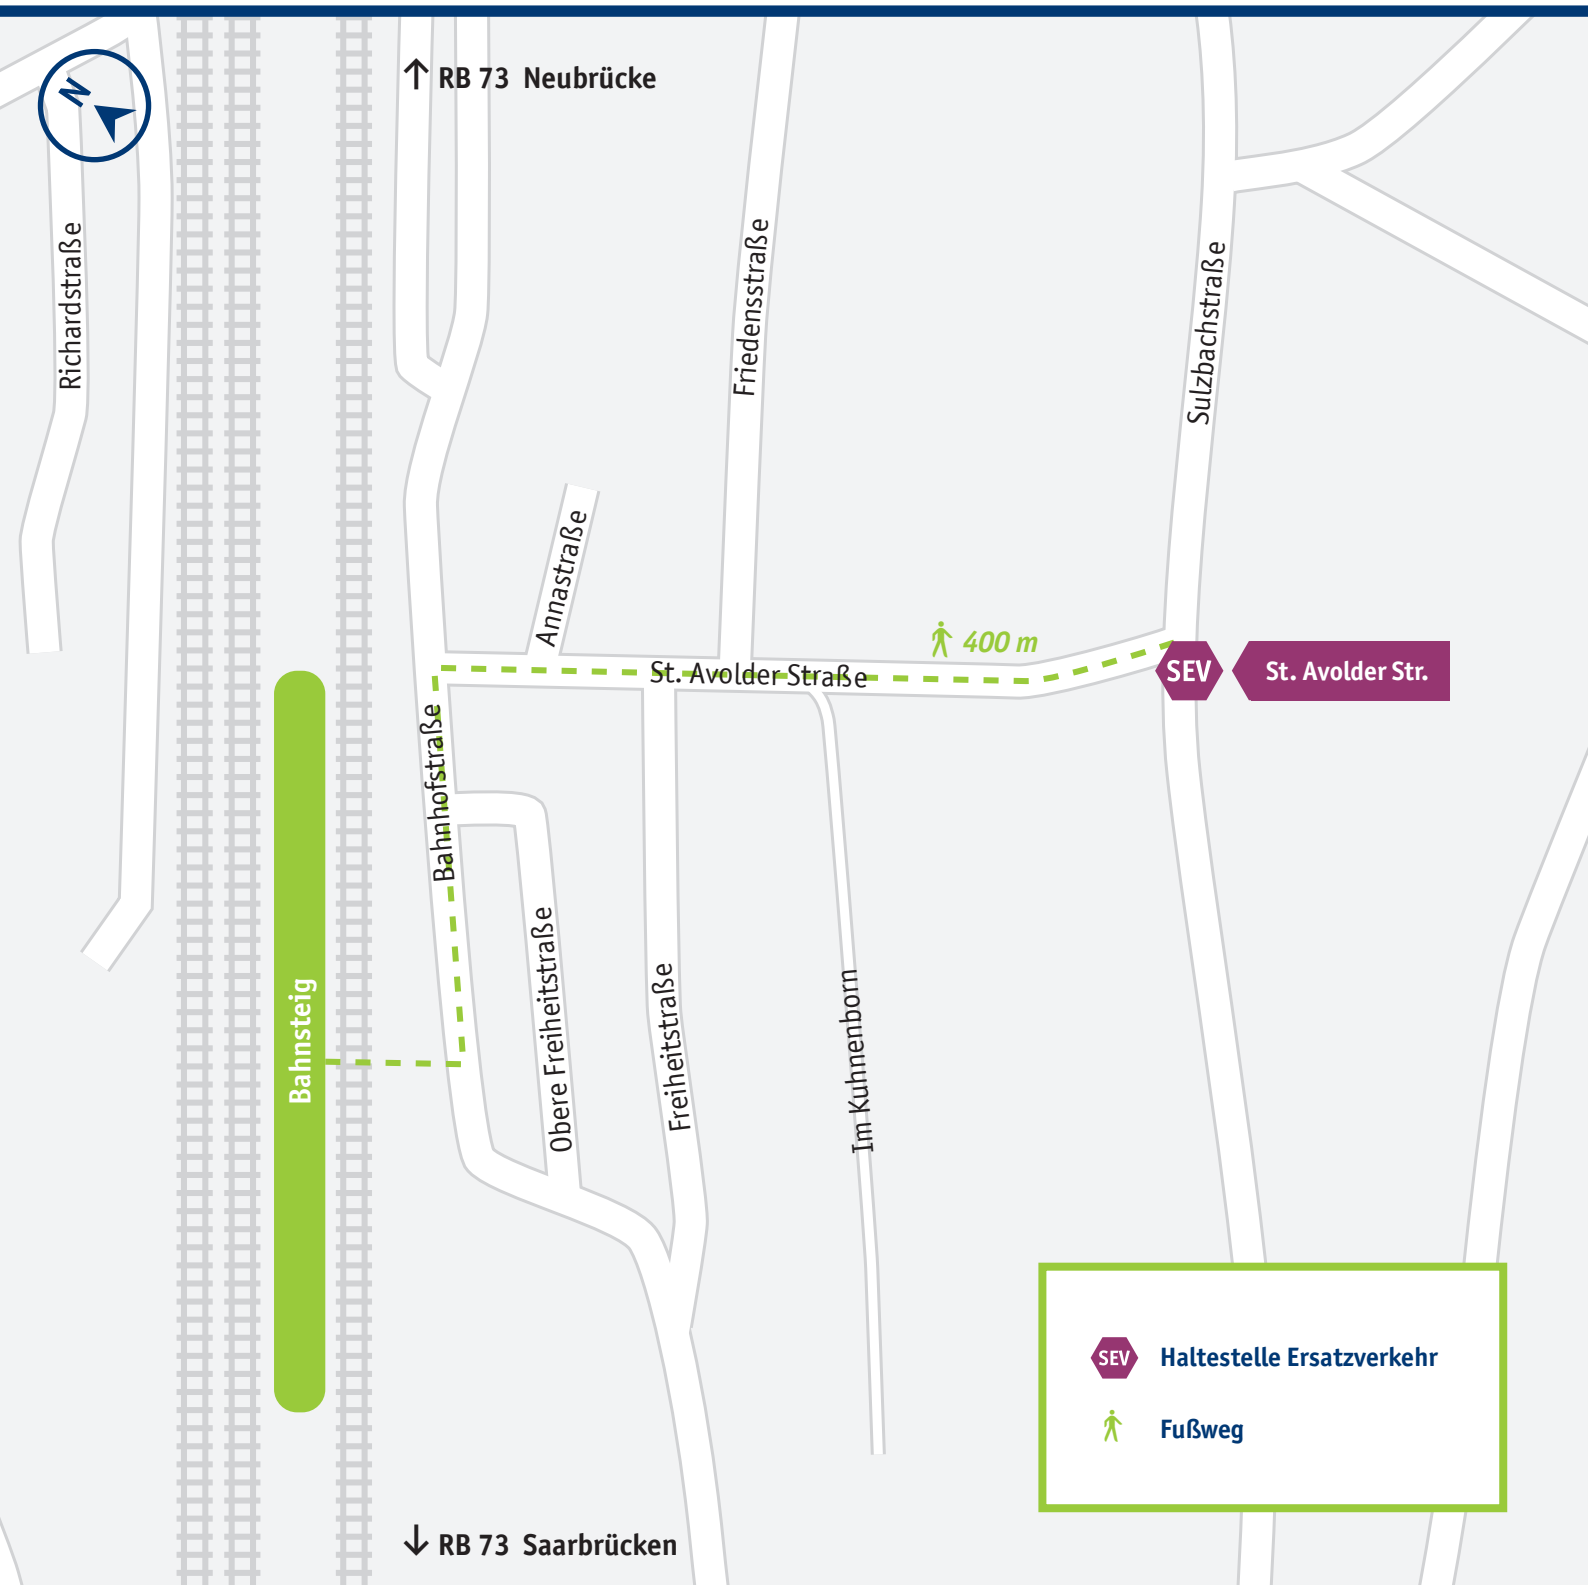 N
↑ RB 73 Neubrücke
Richardstraße
Friedensstraße
Sulzbachstraße
Annastraße
400 m
St. Avolder Straße
SEV
St. Avolder Str.
Bahnhofstraße
Obere Freiheitstraße
Freiheitstraße
Im Kuhnenborn
Bahnsteig
SEV Haltestelle Ersatzverkehr
Fußweg
↓ RB 73 Saarbrücken